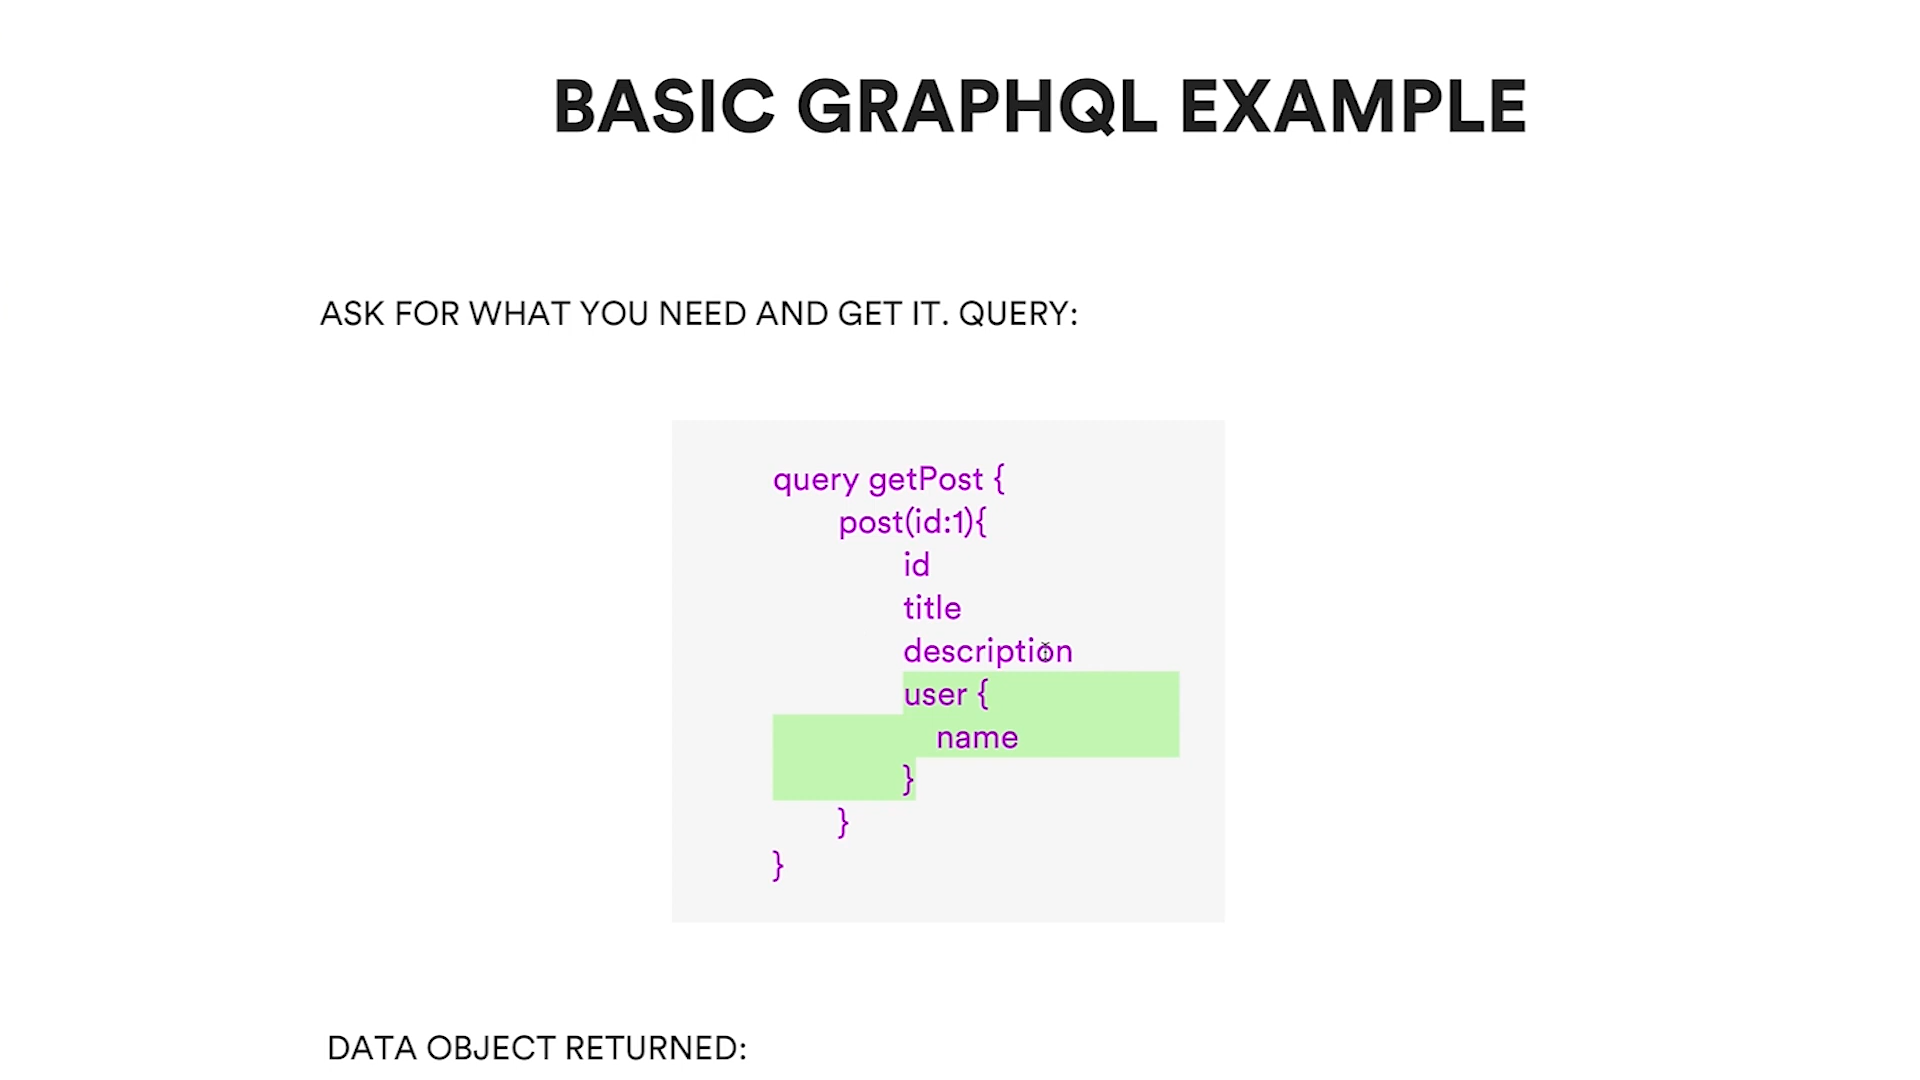 BASIC GRAPHQL EXAMPLE
ASK FOR WHAT YOU NEED AND GET IT. QUERY:
query getPost {
post(id:1){
id
title
description
user {
name
}
}
}
DATA OBJECT RETURNED: